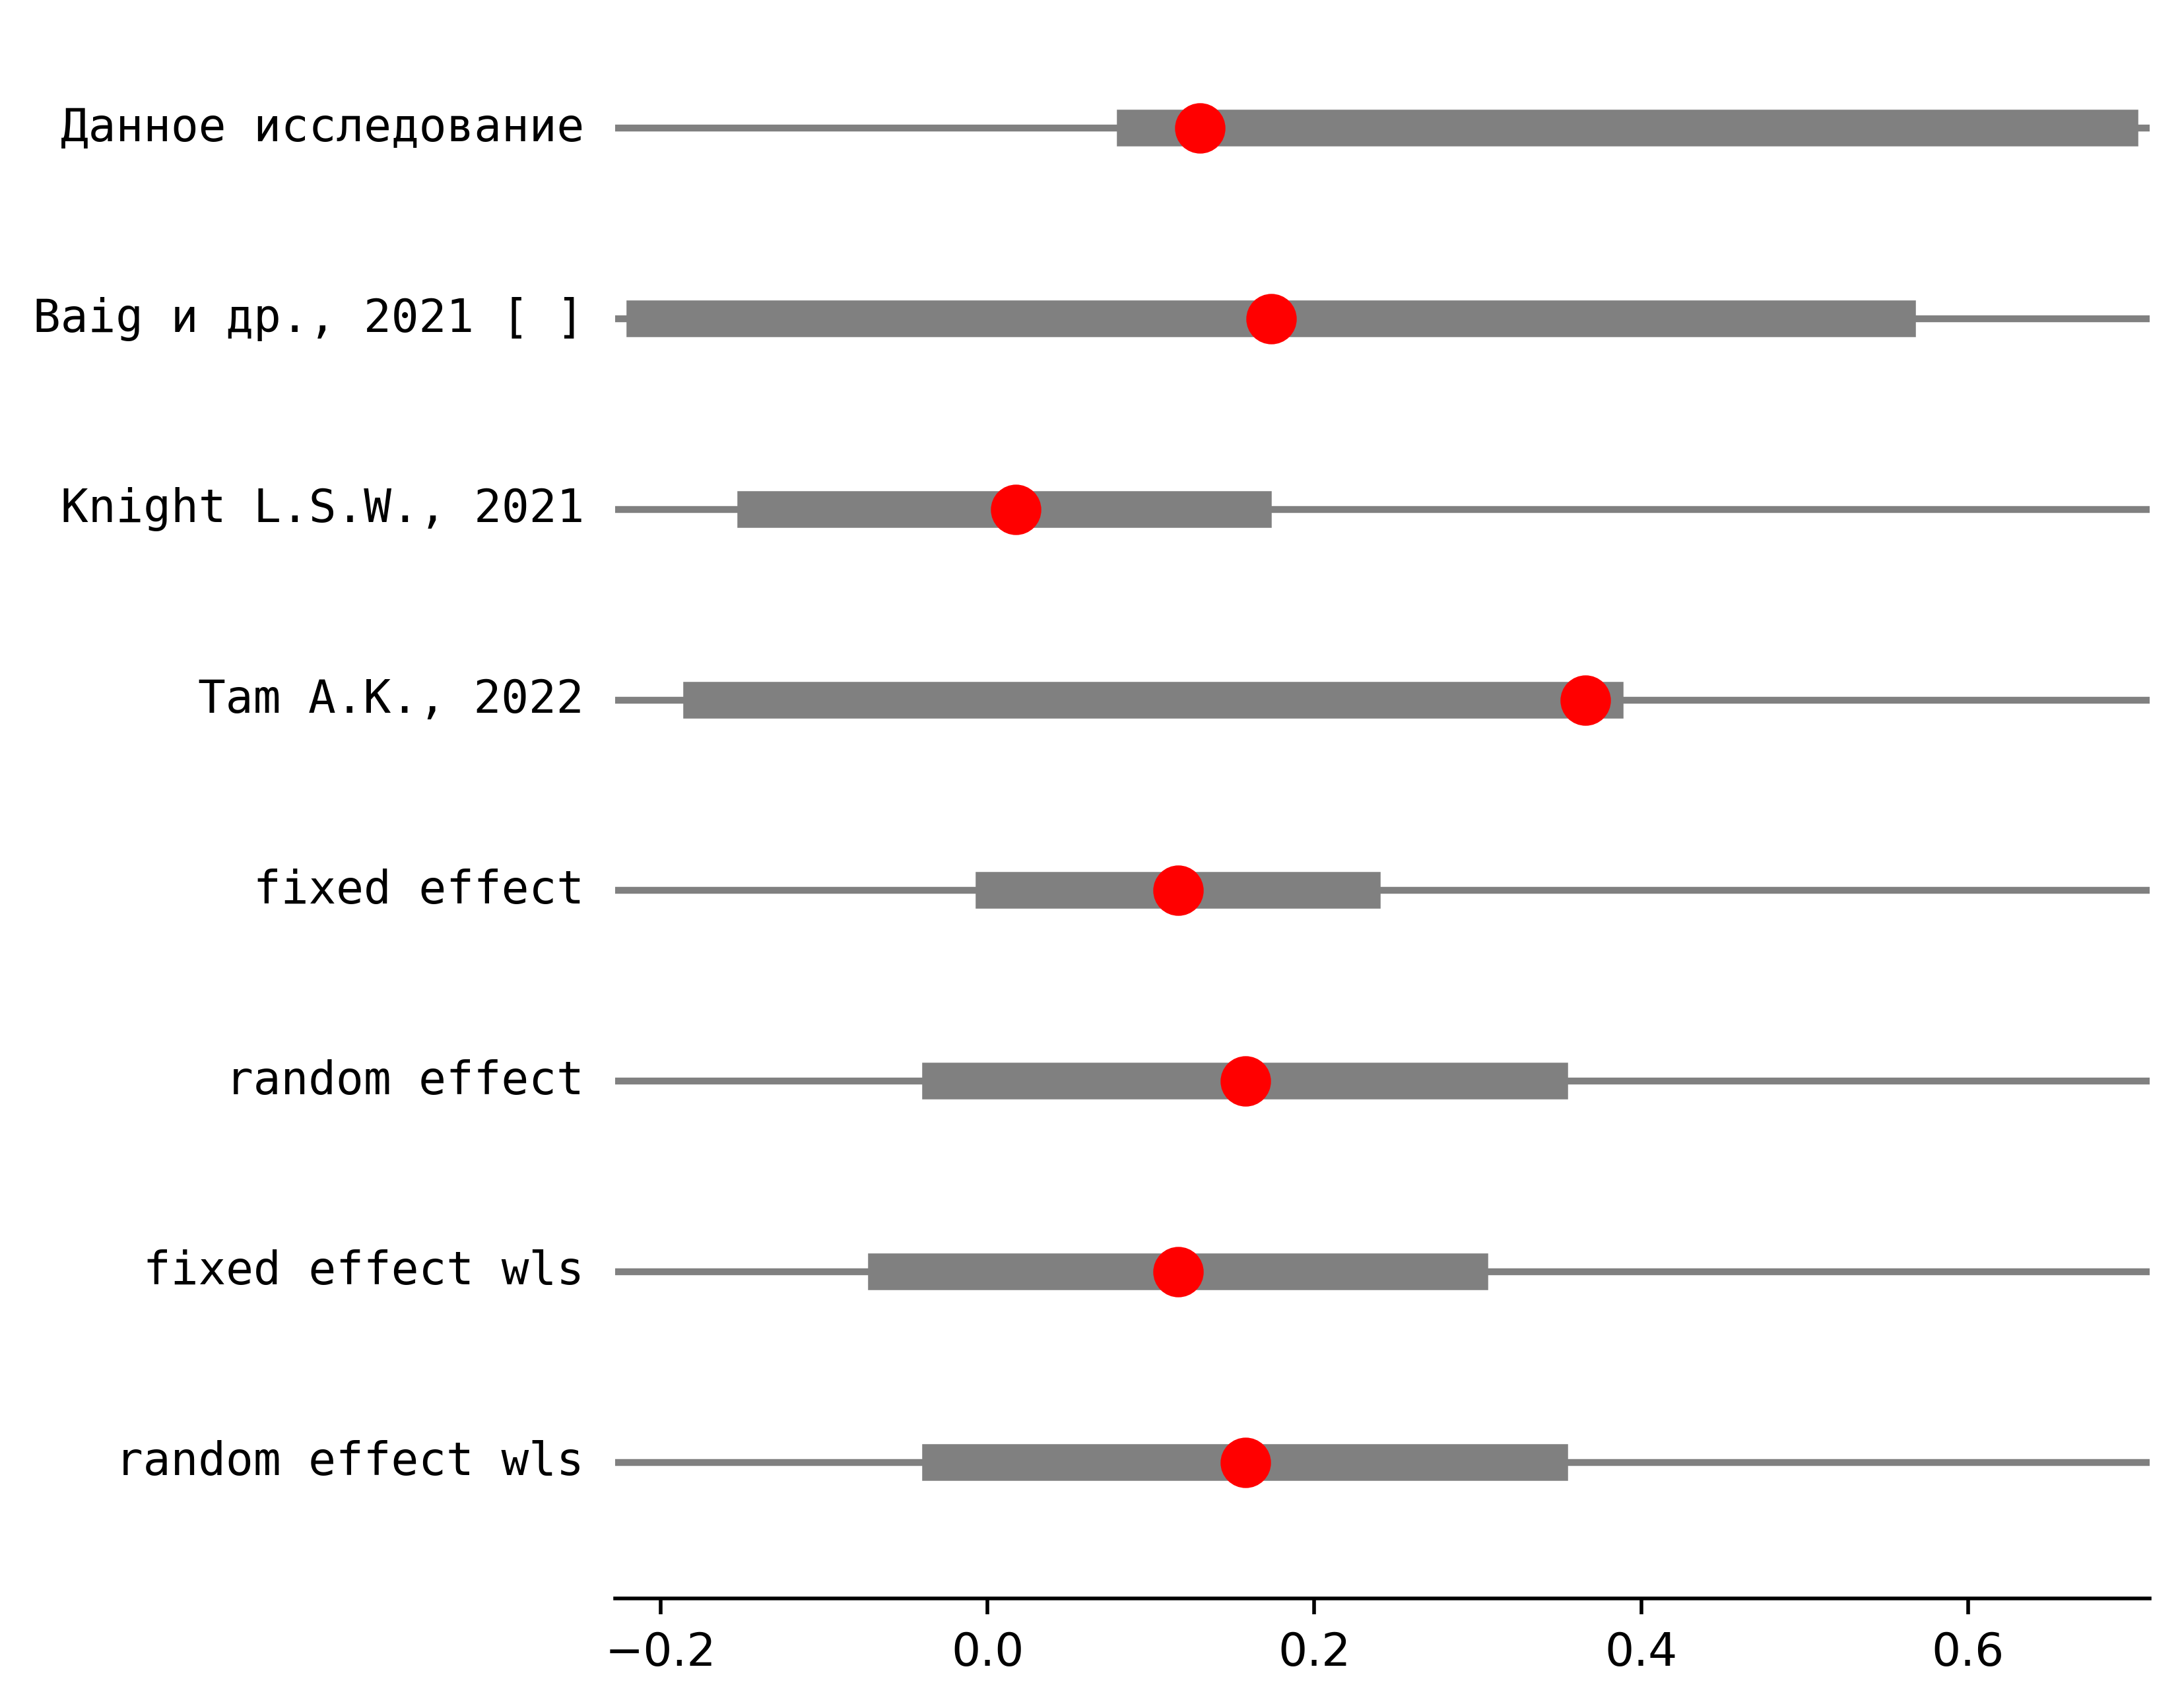 Данное исследование
Baig и др., 2021 [ ]
Knight L.S.W., 2021
Tam A.K., 2022
fixed effect
random effect
fixed effect wls
random effect wls
−0.2 0.0 0.2 0.4 0.6